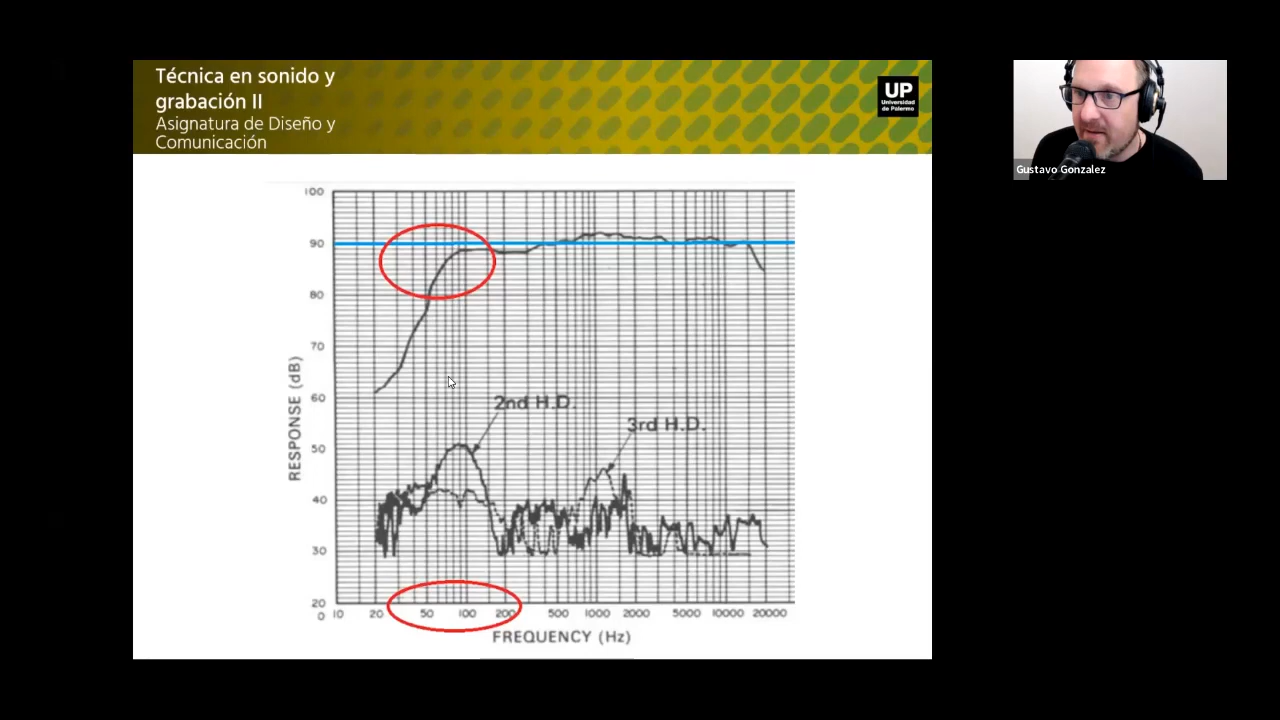 Técnica en sonido y
grabación II
Asignatura de Diseño y
Comunicación
UP
Universidad
de Palermo
Gustavo Gonzalez
100
90
80
70
60
50
40
30
20
RESPONSE (dB)
2nd H.D.
3rd H.D.
0 10 20 50 100 200 500 1000 2000 5000 10000 20000
FREQUENCY (Hz)